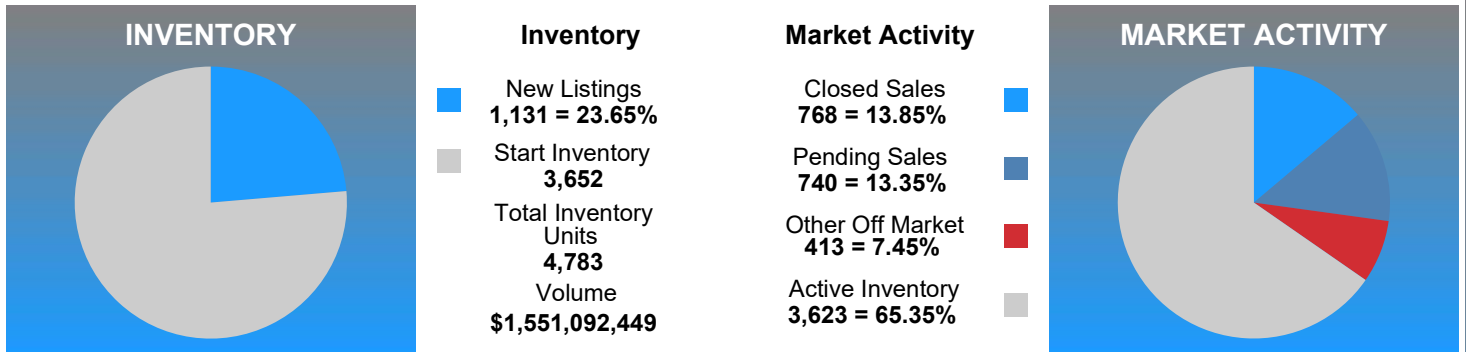 INVENTORY
Inventory
New Listings
1,131 = 23.65%
Start Inventory
3,652
Total Inventory
Units
4,783
Volume
$1,551,092,449
Market Activity
Closed Sales
768 = 13.85%
Pending Sales
740 = 13.35%
Other Off Market
413 = 7.45%
Active Inventory
3,623 = 65.35%
MARKET ACTIVITY